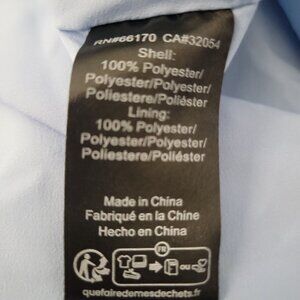 RN#66170 CA#32054
Shell:
100% Polyester/
Polyester/Polyester/
Poliestere/Poliéster
Lining:
100% Polyester/
Polyester/Polyester/
Poliestere/Poliéster
Made in China
Fabriqué en la Chine
Hecho en China
FR
OU
quefairedemesdechets.fr